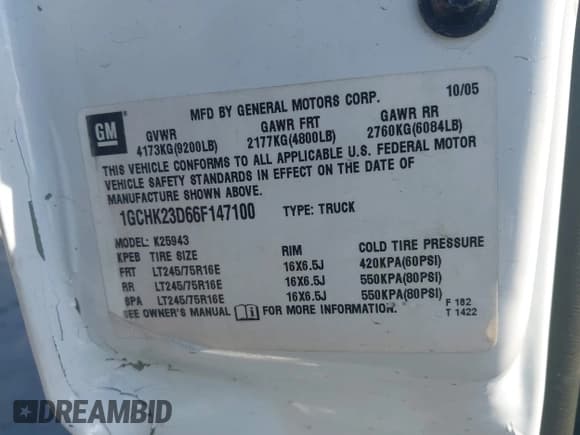 10/05
MFD BY GENERAL MOTORS CORP.
GM
GVWR GAWR FRT GAWR RR
4173KG(9200LB) 2177KG(4800LB) 2760KG(6084LB)
THIS VEHICLE CONFORMS TO ALL APPLICABLE U.S. FEDERAL MOTOR
VEHICLE SAFETY STANDARDS IN EFFECT ON THE DATE OF
MANUFACTURE SHOWN ABOVE.
1GCHK23D66F147100 TYPE: TRUCK
MODEL: K25943
KPEB TIRE SIZE RIM COLD TIRE PRESSURE
FRT LT245/75R16E 16X6.5J 420KPA(60PSI)
RR LT245/75R16E 16X6.5J 550KPA(80PSI)
SPA LT245/75R16E 16X6.5J 550KPA(80PSI)
SEE OWNER'S MANUAL FOR MORE INFORMATION.
F 182
T 1422
DREAMBID